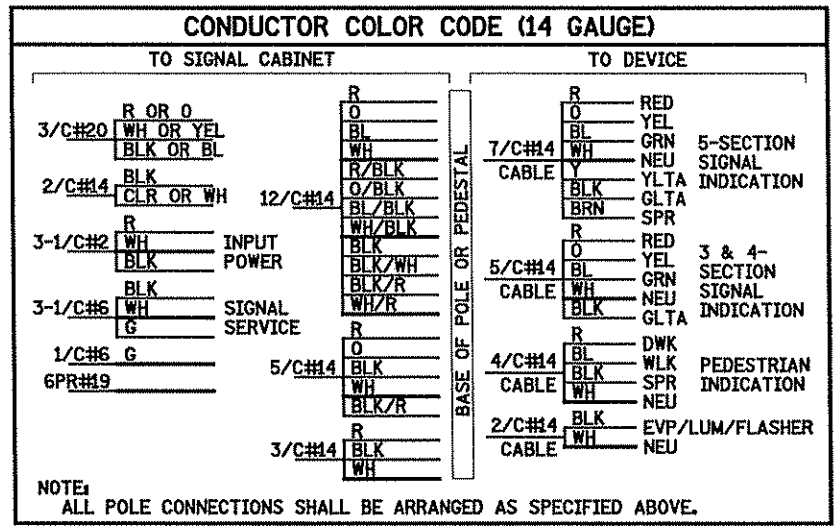 CONDUCTOR COLOR CODE (14 GAUGE)
TO SIGNAL CABINET
3/C#20
R OR O
WH OR YEL
BLK OR BL
2/C#14
BLK
CLR OR WH
3-1/C#2
R
WH
BLK
INPUT
POWER
3-1/C#6
BLK
WH
G
SIGNAL
SERVICE
1/C#6 G
6PR#19
12/C#14
R
O
BL
WH
R/BLK
O/BLK
BL/BLK
WH/BLK
BLK
BLK/WH
BLK/R
WH/R
5/C#14
R
O
BLK
WH
BLK/R
3/C#14
R
BLK
WH
BASE OF POLE OR PEDESTAL
TO DEVICE
7/C#14
CABLE
R RED
O YEL
BL GRN
WH NEU
Y YLTA
BLK GLTA
BRN SPR
5-SECTION
SIGNAL
INDICATION
5/C#14
CABLE
R RED
O YEL
BL GRN
WH NEU
BLK GLTA
3 & 4-
SECTION
SIGNAL
INDICATION
4/C#14
CABLE
R DWK
BL WLK
BLK SPR
WH NEU
PEDESTRIAN
INDICATION
2/C#14
CABLE
BLK EVP/LUM/FLASHER
WH NEU
NOTE:
ALL POLE CONNECTIONS SHALL BE ARRANGED AS SPECIFIED ABOVE.